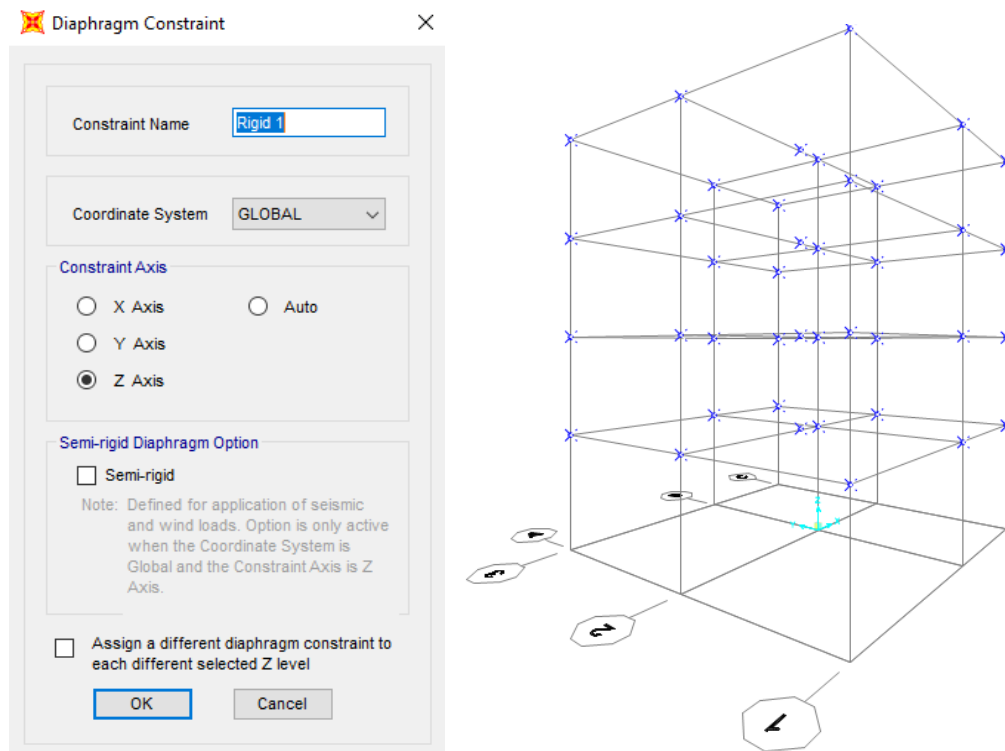 Diaphragm Constraint
Constraint Name
Rigid 1
Coordinate System
GLOBAL
Constraint Axis
X Axis
Auto
Y Axis
Z Axis
Semi-rigid Diaphragm Option
Semi-rigid
Note: Defined for application of seismic
and wind loads. Option is only active
when the Coordinate System is
Global and the Constraint Axis is Z
Axis.
Assign a different diaphragm constraint to
each different selected Z level
OK
Cancel
2
1